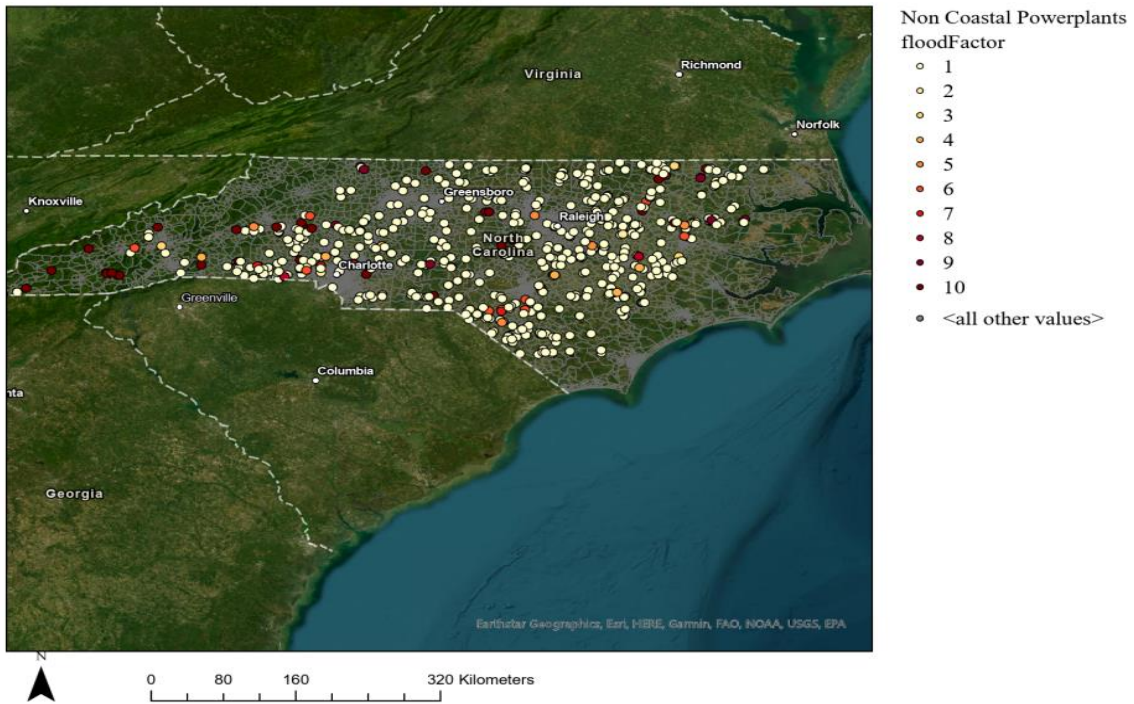 Non Coastal Powerplants
floodFactor
1
2
3
4
5
6
7
8
9
10
<all other values>
Richmond
Virginia
Norfolk
Knoxville
Greensboro
Raleigh
North
Carolina
Charlotte
Greenville
Columbia
nta
Georgia
Earthstar Geographics, Esri, HERE, Garmin, FAO, NOAA, USGS, EPA
N
0 80 160 320 Kilometers